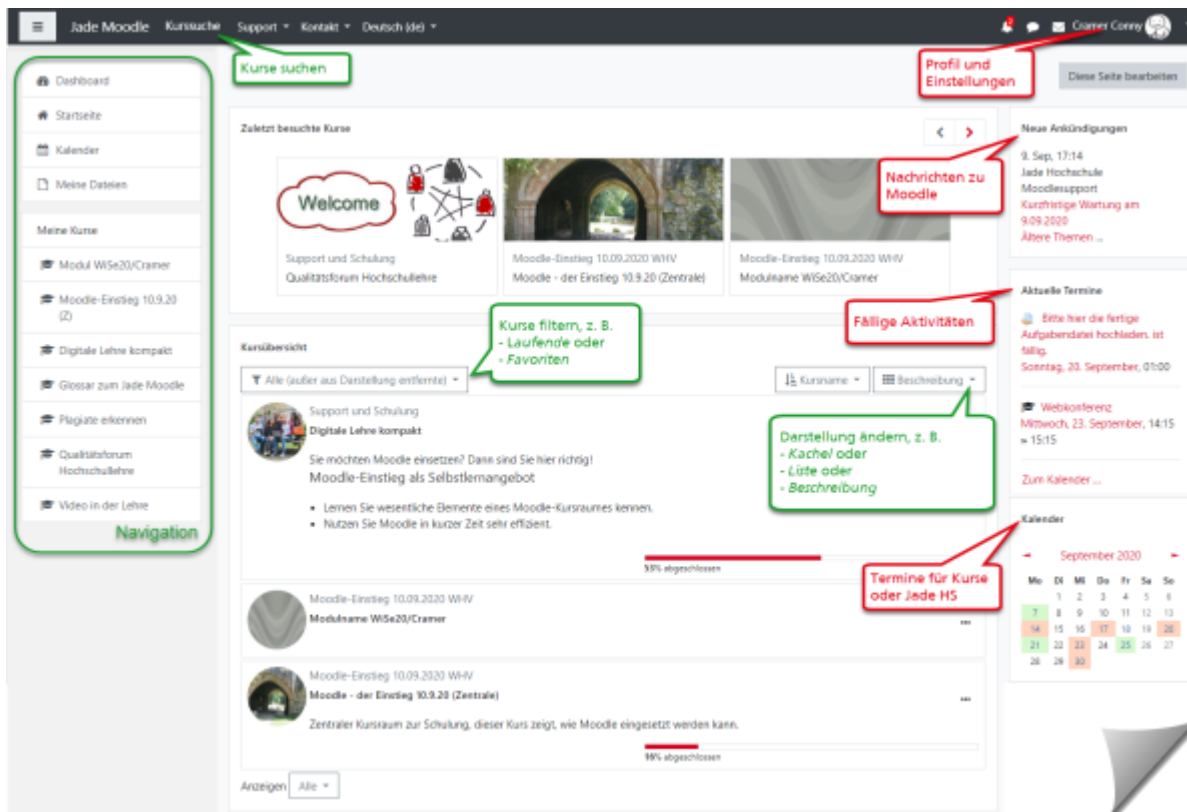 Jade Moodle Kurssuche Support Kontakt Deutsch (de)
2 Cramer Conny
Kurse suchen
Profil und
Einstellungen
Diese Seite bearbeiten
Dashboard
Startseite
Kalender
Meine Dateien
Meine Kurse
Modul WiSe20/Cramer
Moodle-Einstieg 10.9.20
(Z)
Digitale Lehre kompakt
Glossar zum Jade Moodle
Plagiate erkennen
Qualitätsforum
Hochschullehre
Video in der Lehre
Navigation
Zuletzt besuchte Kurse
Welcome
Support und Schulung
Qualitätsforum Hochschullehre
Moodle-Einstieg 10.09.2020 WHV
Moodle - der Einstieg 10.9.20 (Zentrale)
Moodle-Einstieg 10.09.2020 WHV
Modulname WiSe20/Cramer
Nachrichten zu
Moodle
Kursübersicht
Kurse filtern, z. B.
- Laufende oder
- Favoriten
Alle (außer aus Darstellung entfernte)
Kursname
Beschreibung
Support und Schulung
Digitale Lehre kompakt
Sie möchten Moodle einsetzen? Dann sind Sie hier richtig!
Moodle-Einstieg als Selbstlernangebot
Lernen Sie wesentliche Elemente eines Moodle-Kursraumes kennen.
Nutzen Sie Moodle in kurzer Zeit sehr effizient.
Darstellung ändern, z. B.
- Kachel oder
- Liste oder
- Beschreibung
abgeschlossen
Moodle-Einstieg 10.09.2020 WHV
Modulname WiSe20/Cramer
...
Moodle-Einstieg 10.09.2020 WHV
Moodle - der Einstieg 10.9.20 (Zentrale)
...
Zentraler Kursraum zur Schulung, dieser Kurs zeigt, wie Moodle eingesetzt werden kann.
abgeschlossen
Anzeigen Alle
Neue Ankündigungen
9. Sep, 17:14
Jade Hochschule
Moodlesupport
Kurzfristige Wartung am
9.09.2020
Ältere Themen ...
Fällige Aktivitäten
Aktuelle Termine
Bitte hier die fertige
Aufgabendatei hochladen. ist
fällig.
Sonntag, 20. September, 01:00
Webkonferenz
Mittwoch, 23. September, 14:15
» 15:15
Zum Kalender ...
Termine für Kurse
oder Jade HS
Kalender
◄ September 2020 ►
Mo Di Mi Do Fr Sa So
1 2 3 4 5 6
7 8 9 10 11 12 13
14 15 16 17 18 19 20
21 22 23 24 25 26 27
28 29 30